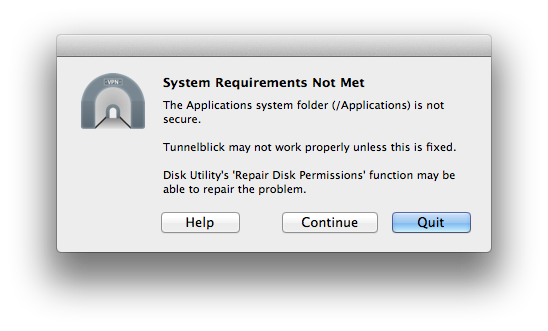 VPN
System Requirements Not Met
The Applications system folder (/Applications) is not
secure.
Tunnelblick may not work properly unless this is fixed.
Disk Utility's 'Repair Disk Permissions' function may be
able to repair the problem.
Help Continue Quit